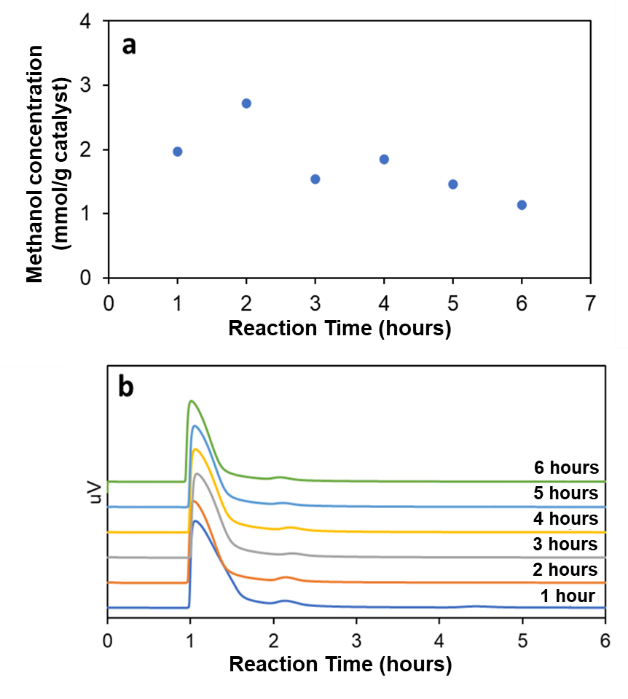 a
4
3
2
1
0
Methanol concentration
(mmol/g catalyst)
0 1 2 3 4 5 6 7
Reaction Time (hours)
b
uV
6 hours
5 hours
4 hours
3 hours
2 hours
1 hour
0 1 2 3 4 5 6
Reaction Time (hours)